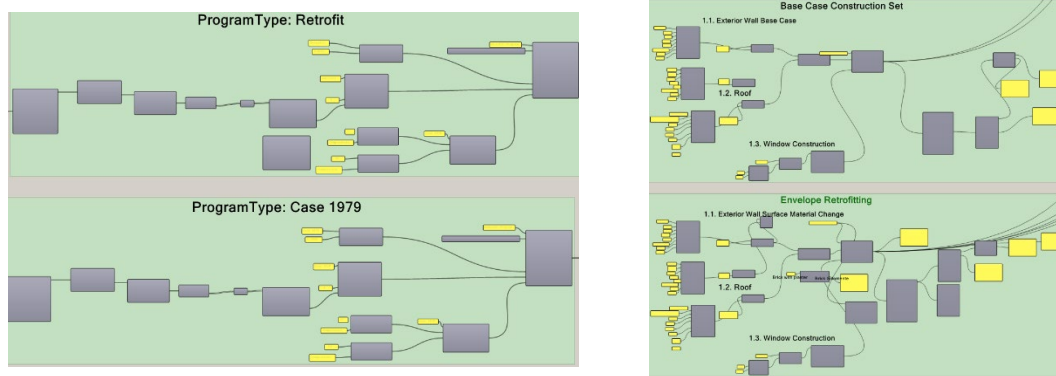 ProgramType: Retrofit
ProgramType: Case 1979
Base Case Construction Set
1.1. Exterior Wall Base Case
1.2. Roof
1.3. Window Construction
Envelope Retrofitting
1.1. Exterior Wall Surface Material Change
1.2. Roof
1.3. Window Construction